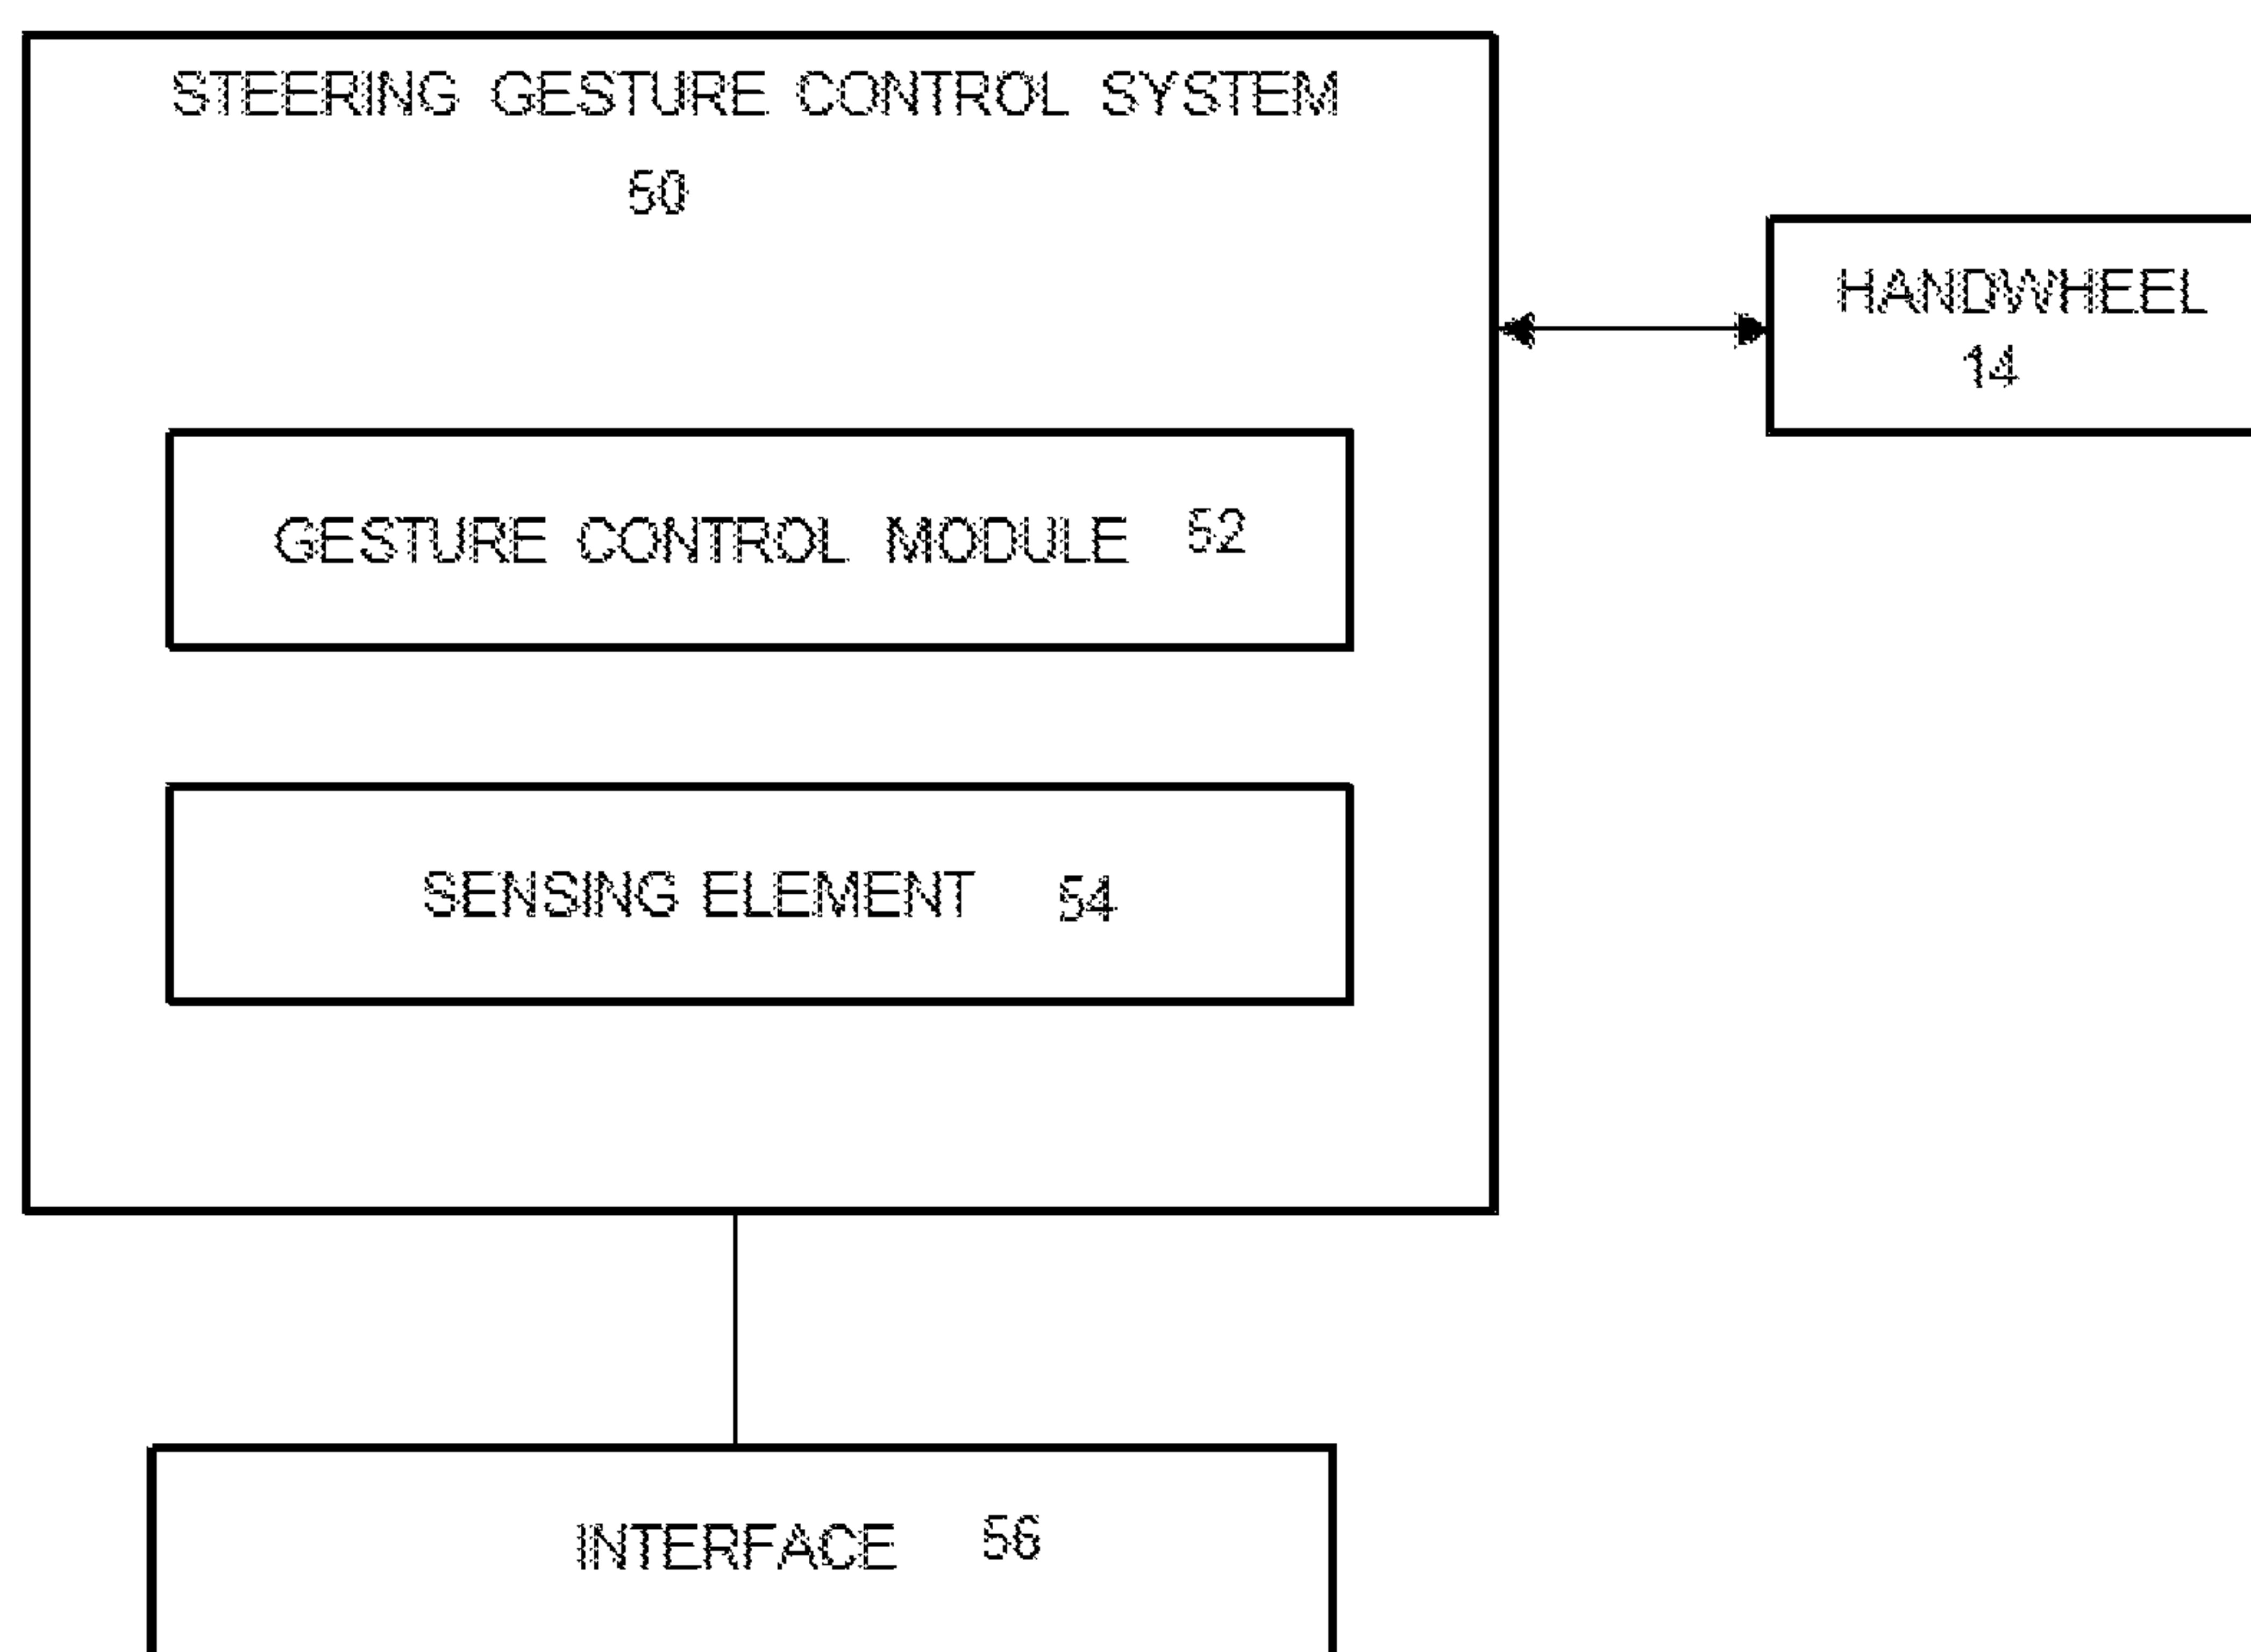 STEERING GESTURE CONTROL SYSTEM
50
HANDWHEEL
14
GESTURE CONTROL MODULE 52
SENSING ELEMENT 54
INTERFACE 56